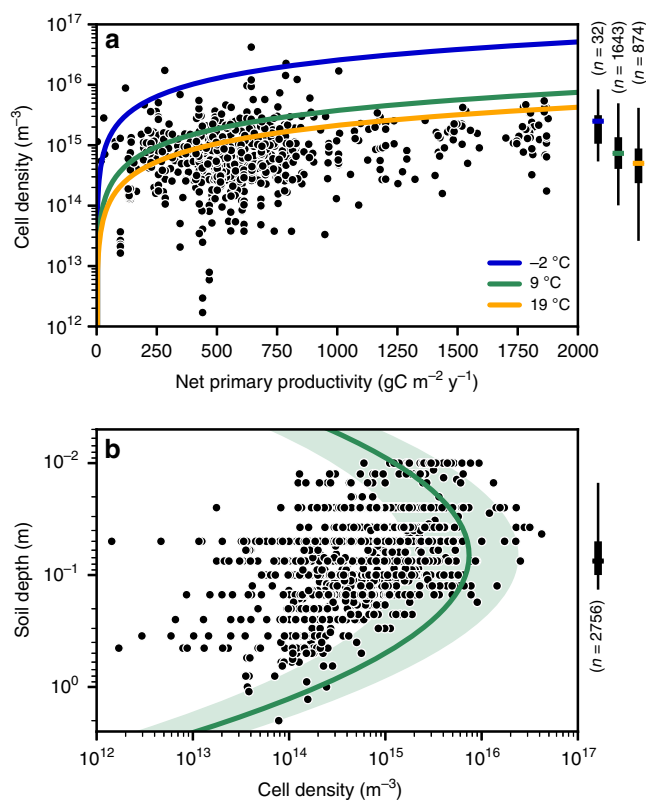 a
10¹⁷
10¹⁶
10¹⁵
10¹⁴
10¹³
10¹²
Cell density (m⁻³)
0
250
500
750
1000
1250
1500
1750
2000
Net primary productivity (gC m⁻² y⁻¹)
−2 °C
9 °C
19 °C
(n = 32)
(n = 1643)
(n = 874)
b
10⁻²
10⁻¹
10⁰
Soil depth (m)
10¹²
10¹³
10¹⁴
10¹⁵
10¹⁶
10¹⁷
Cell density (m⁻³)
(n = 2756)